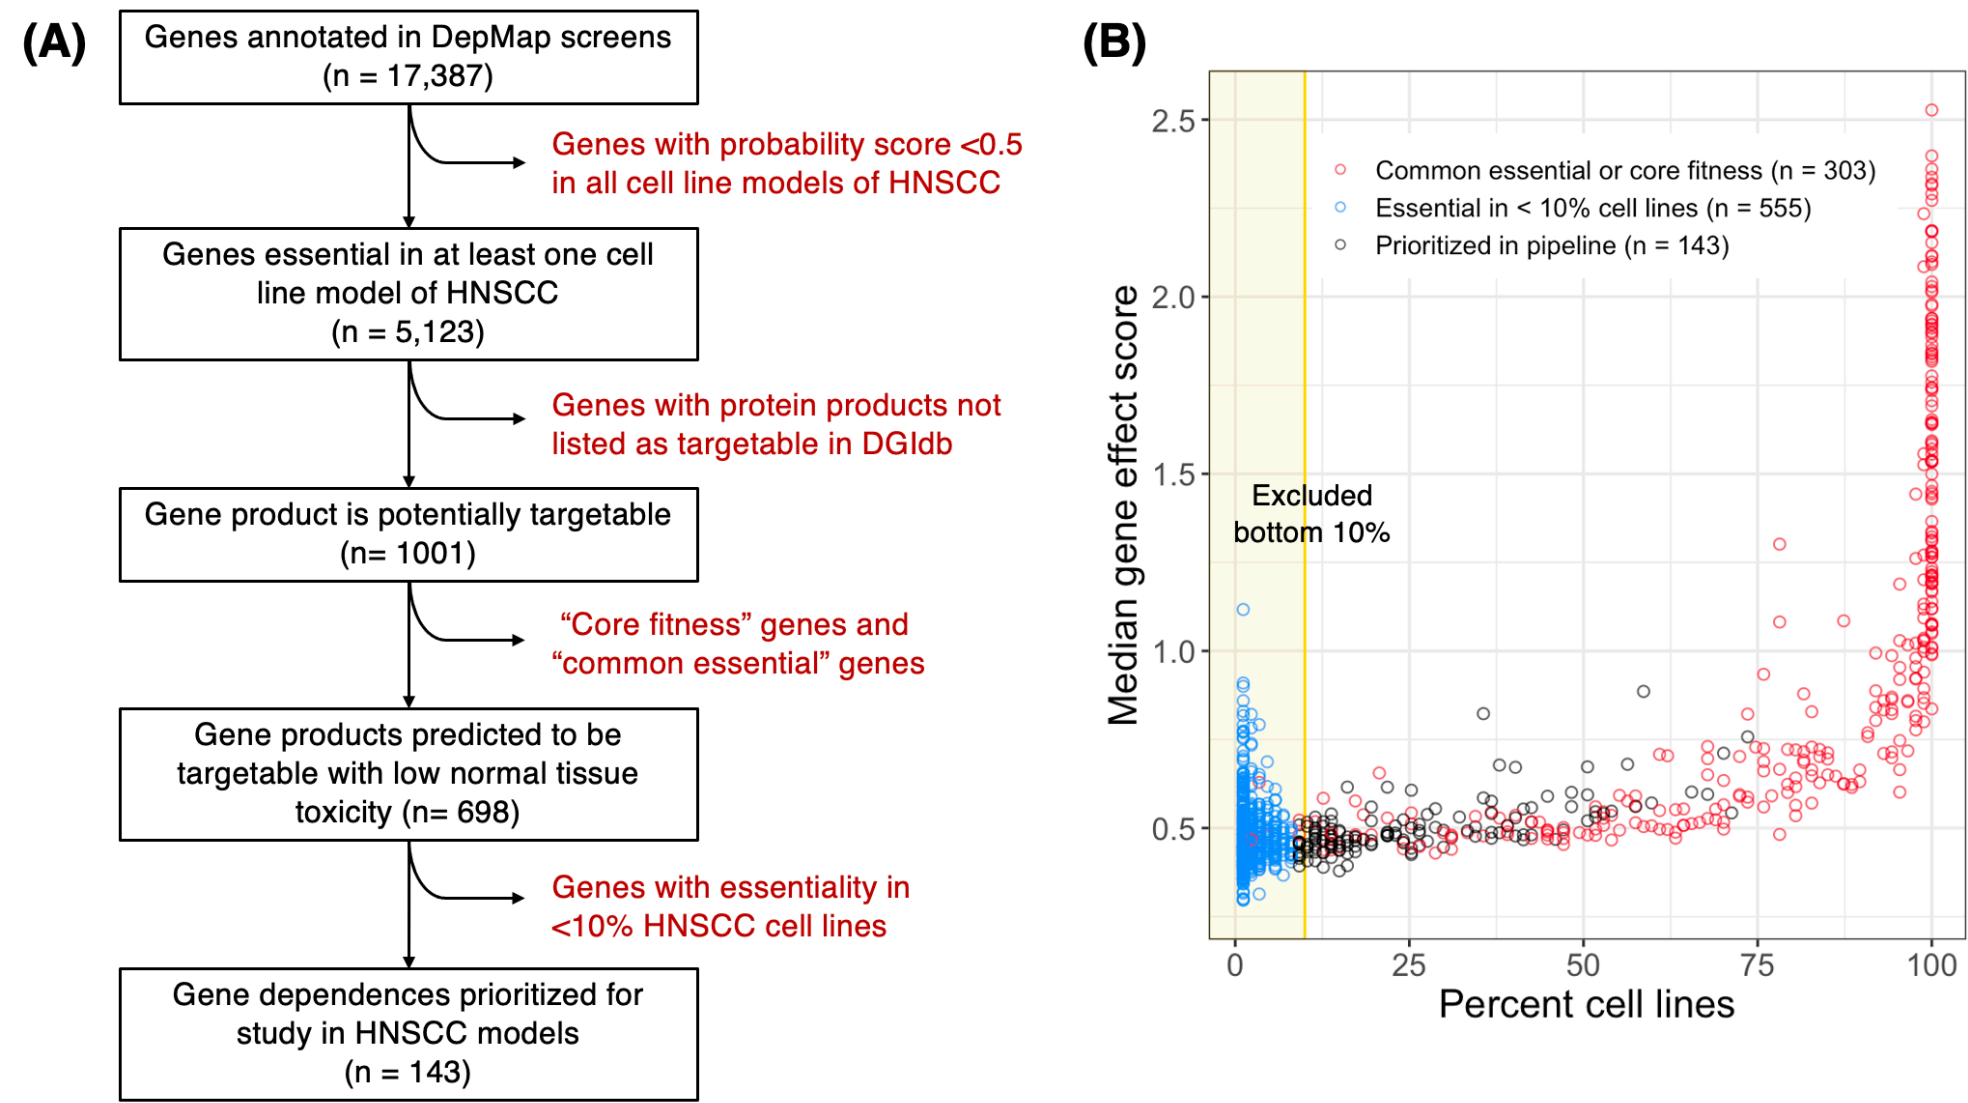 (A)
Genes annotated in DepMap screens
(n = 17,387)
Genes with probability score <0.5
in all cell line models of HNSCC
Genes essential in at least one cell
line model of HNSCC
(n = 5,123)
Genes with protein products not
listed as targetable in DGIdb
Gene product is potentially targetable
(n= 1001)
“Core fitness” genes and
“common essential” genes
Gene products predicted to be
targetable with low normal tissue
toxicity (n= 698)
Genes with essentiality in
<10% HNSCC cell lines
Gene dependences prioritized for
study in HNSCC models
(n = 143)
(B)
Common essential or core fitness (n = 303)
Essential in < 10% cell lines (n = 555)
Prioritized in pipeline (n = 143)
Excluded
bottom 10%
Median gene effect score
2.5
2.0
1.5
1.0
0.5
0 25 50 75 100
Percent cell lines